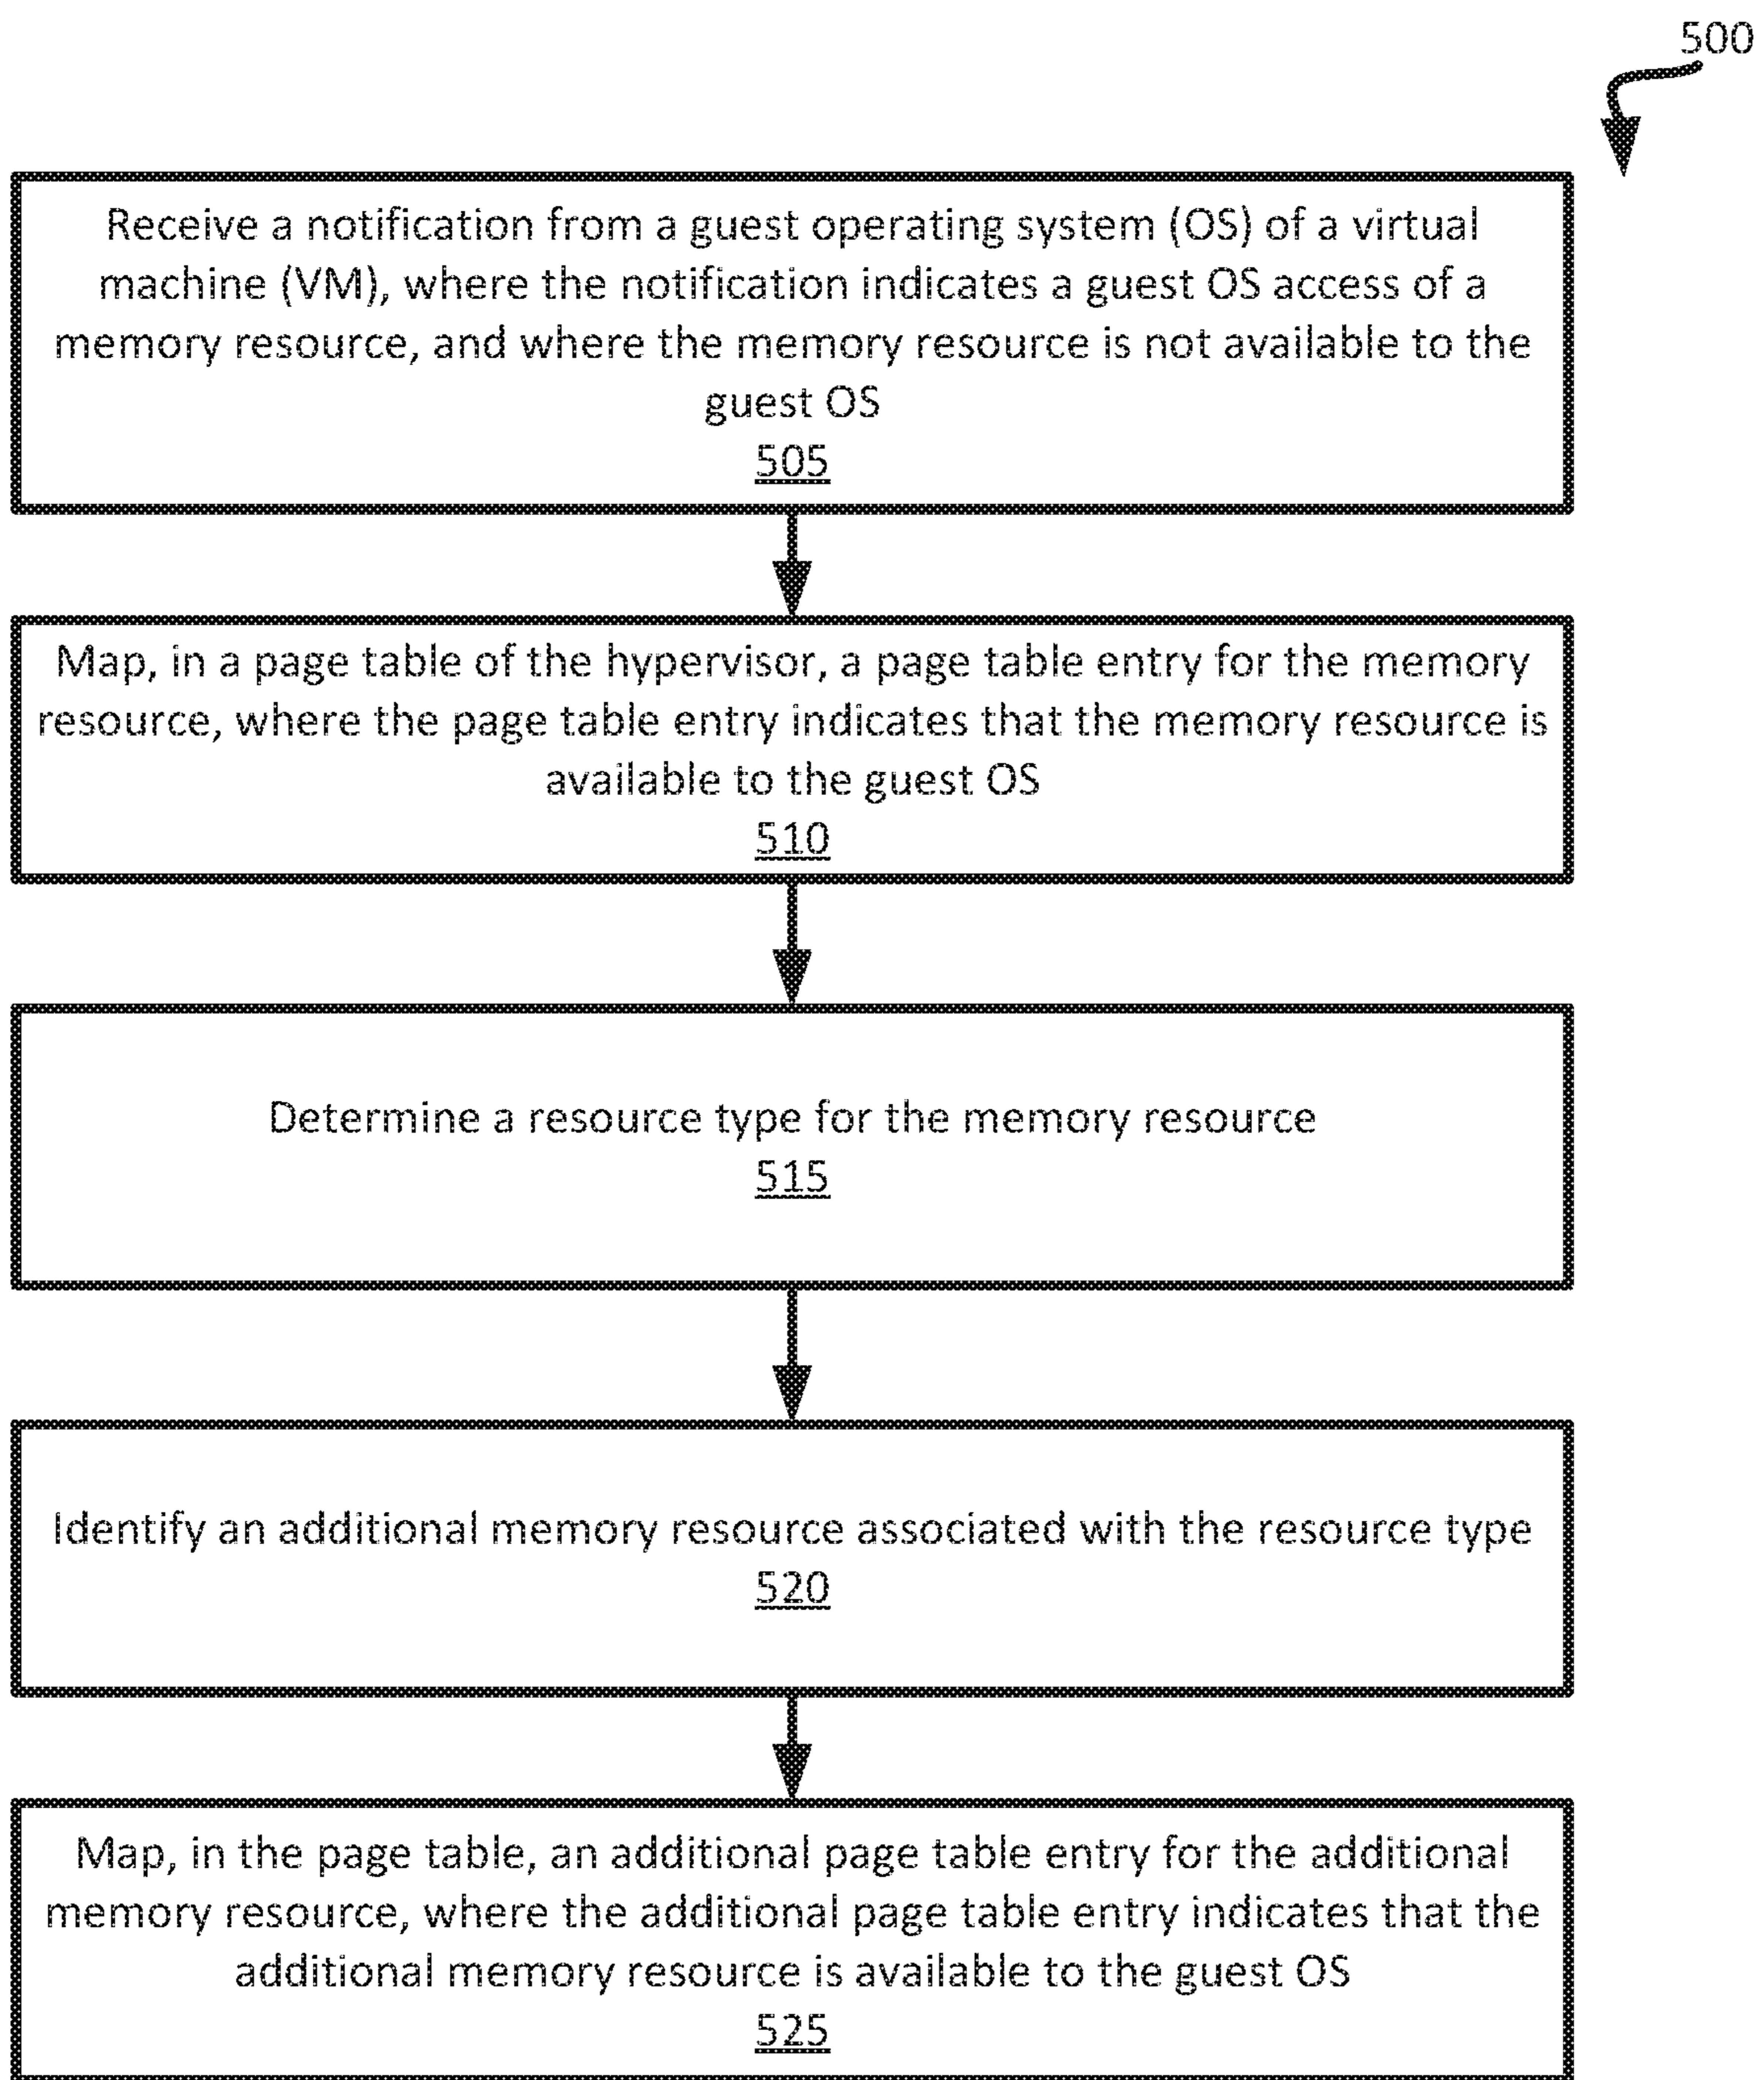 500
Receive a notification from a guest operating system (OS) of a virtual
machine (VM), where the notification indicates a guest OS access of a
memory resource, and where the memory resource is not available to the
guest OS
505
Map, in a page table of the hypervisor, a page table entry for the memory
resource, where the page table entry indicates that the memory resource is
available to the guest OS
510
Determine a resource type for the memory resource
515
Identify an additional memory resource associated with the resource type
520
Map, in the page table, an additional page table entry for the additional
memory resource, where the additional page table entry indicates that the
additional memory resource is available to the guest OS
525